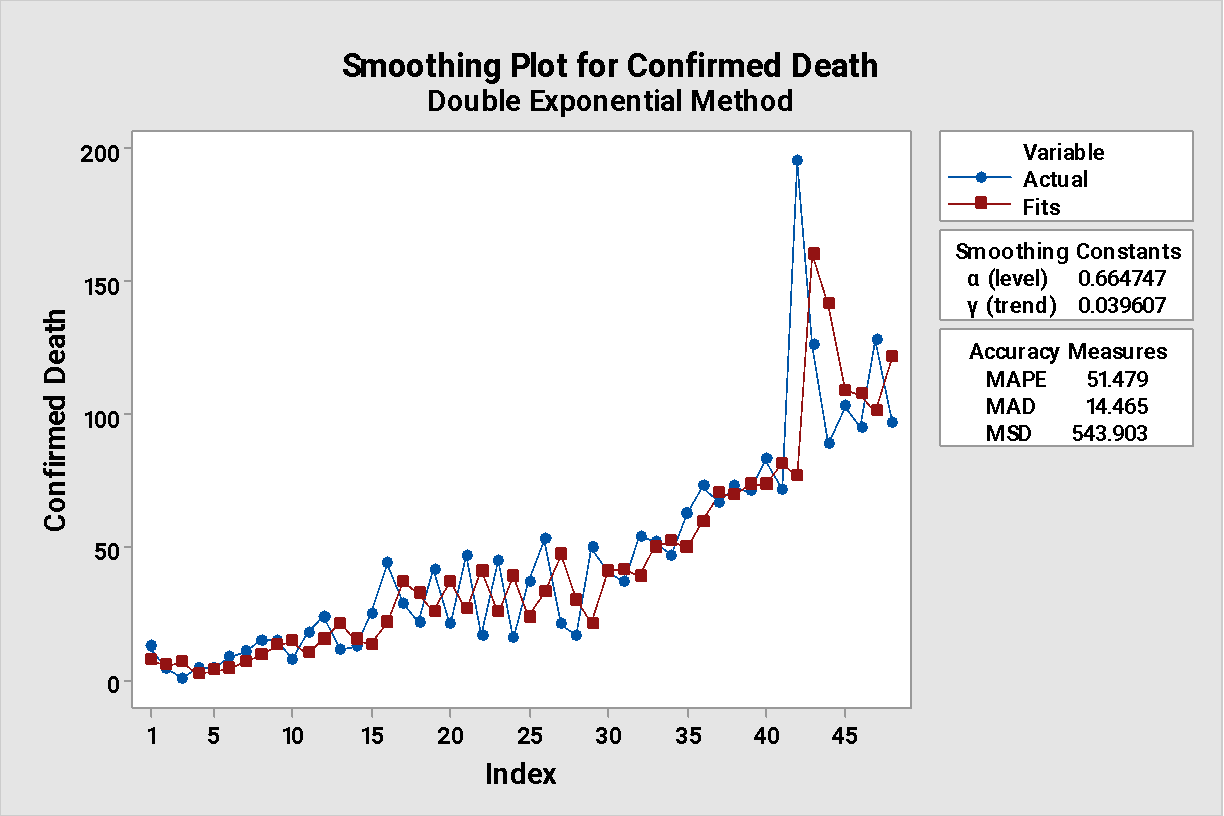 Smoothing Plot for Confirmed Death
Double Exponential Method
Confirmed Death
200
150
100
50
0
1 5 10 15 20 25 30 35 40 45
Index
Variable
Actual
Fits
Smoothing Constants
α (level) 0.664747
γ (trend) 0.039607
Accuracy Measures
MAPE 51.479
MAD 14.465
MSD 543.903